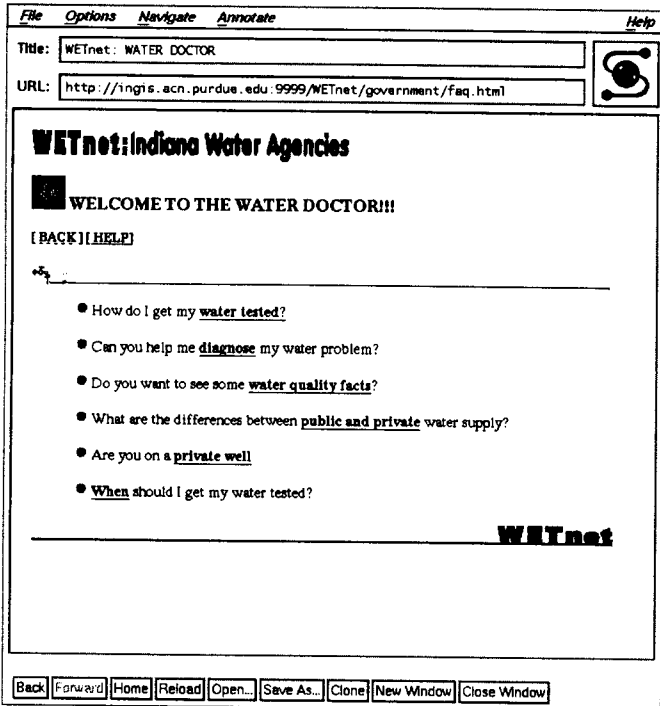 File Options Navigate Annotate Help
Title: WETnet: WATER DOCTOR
URL: http://ingis.acn.purdue.edu:9999/WETnet/government/faq.html
WETnet:Indiana Water Agencies
WELCOME TO THE WATER DOCTOR!!!
[ BACK ] [ HELP]
How do I get my water tested?
Can you help me diagnose my water problem?
Do you want to see some water quality facts?
What are the differences between public and private water supply?
Are you on a private well
When should I get my water tested?
WETnet
Back Forward Home Reload Open... Save As... Clone New Window Close Window